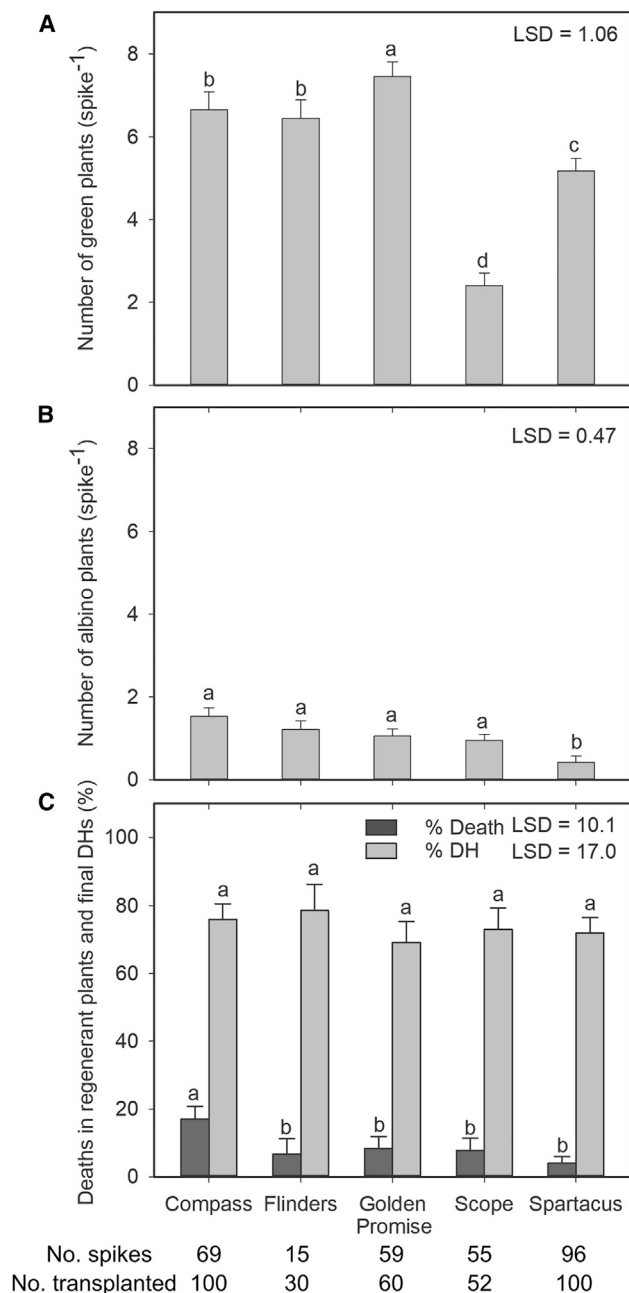 A
LSD = 1.06
Number of green plants (spike-1)
8
6
4
2
0
b
b
a
d
c
B
LSD = 0.47
Number of albino plants (spike-1)
8
6
4
2
0
a
a
a
a
b
C
Deaths in regenerant plants and final DHs (%)
% Death LSD = 10.1
% DH LSD = 17.0
100
80
60
40
20
0
a
a
a
a
a
a
b
b
b
b
Compass Flinders Golden Promise Scope Spartacus
No. spikes 69 15 59 55 96
No. transplanted 100 30 60 52 100